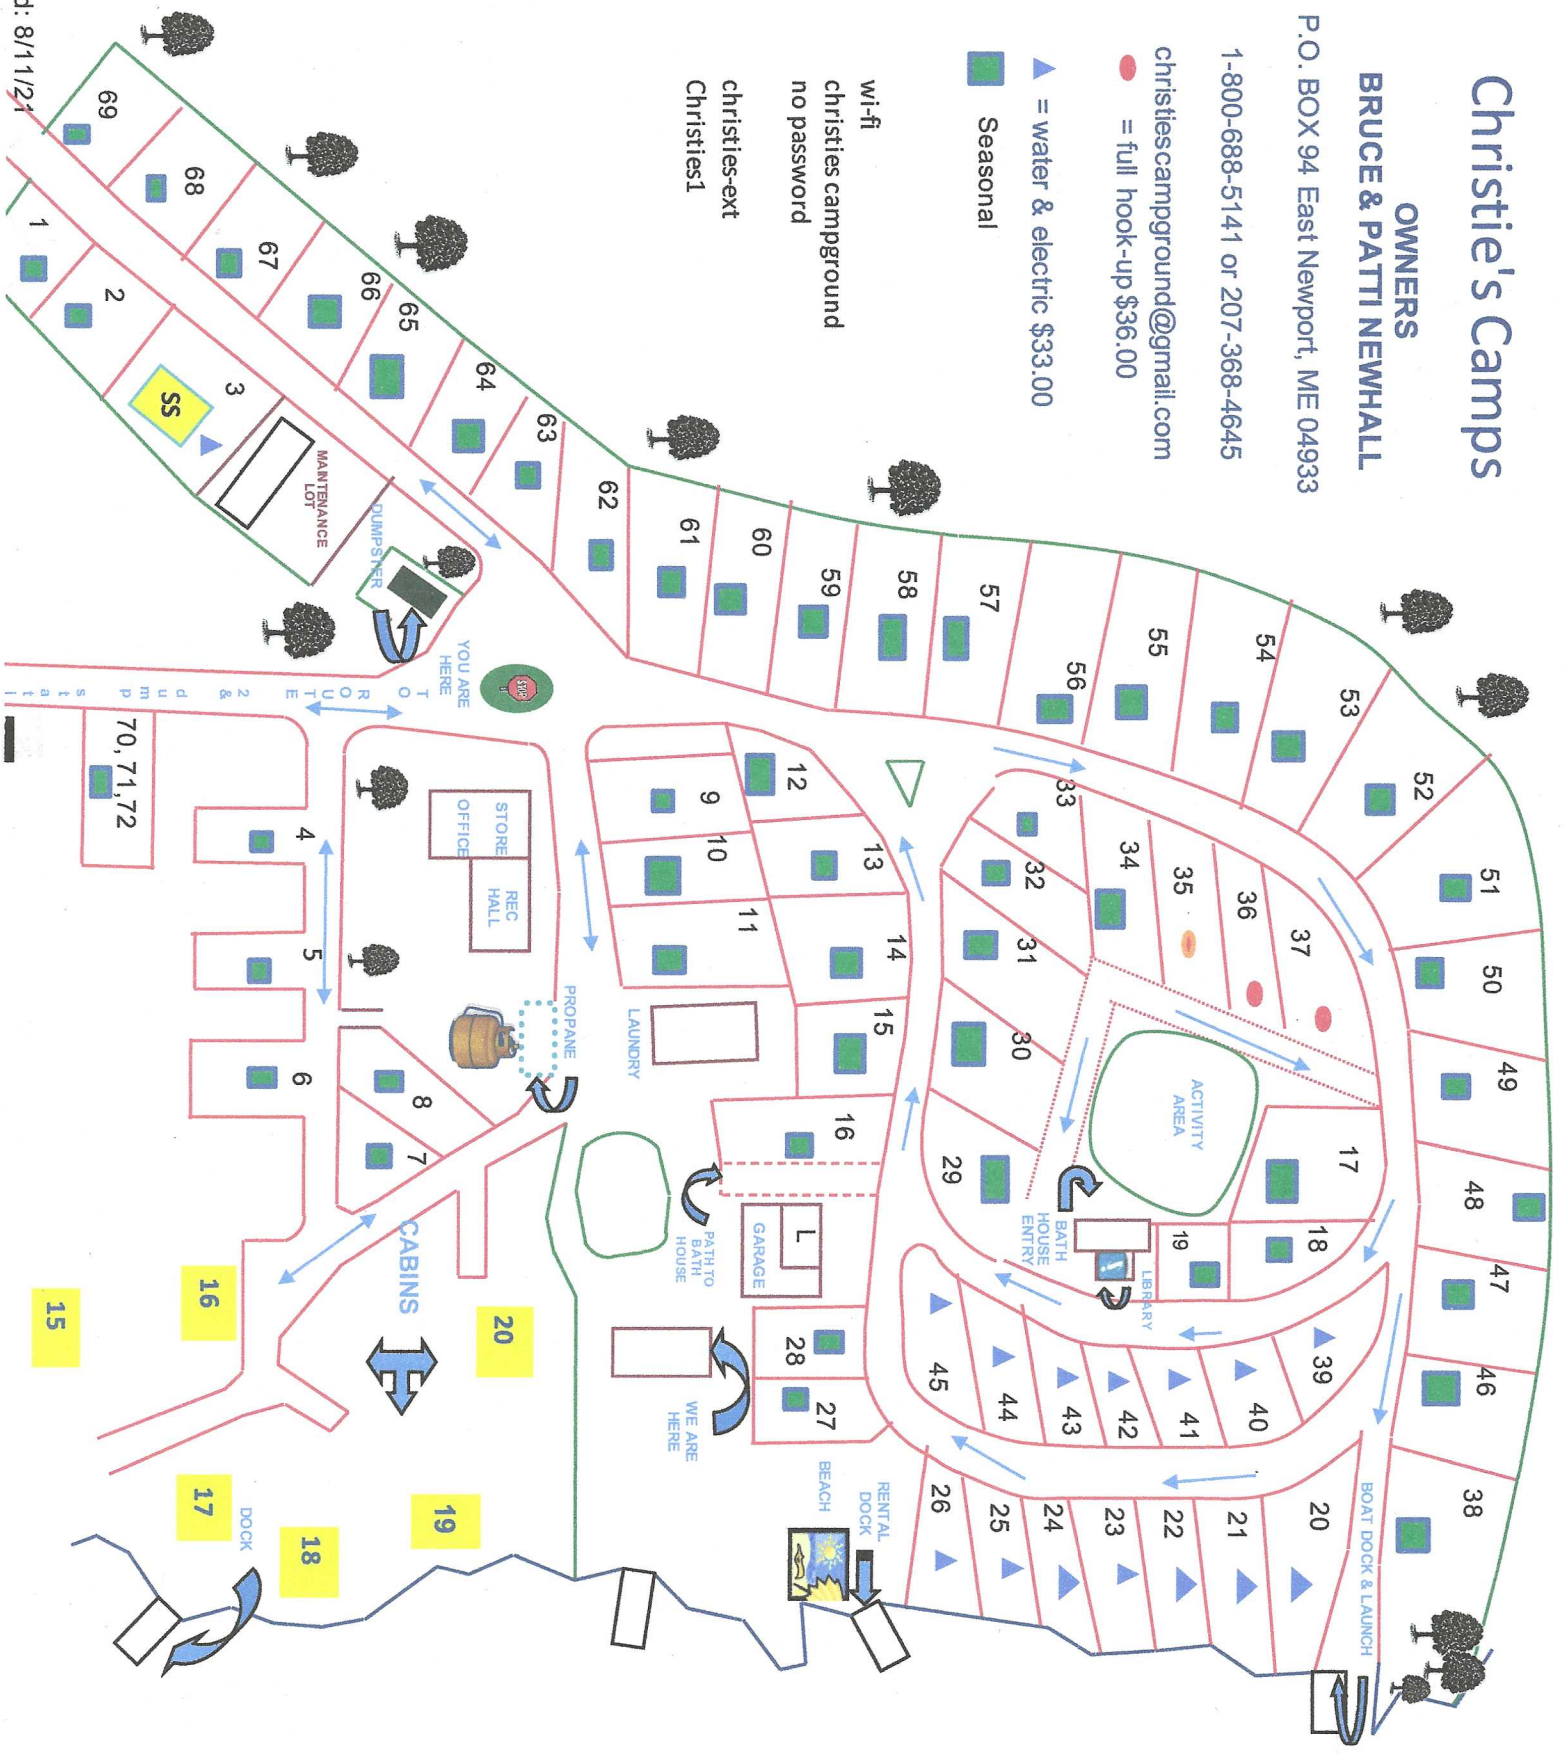 Christie's Camps
OWNERS
BRUCE & PATTI NEWHALL
P.O. BOX 94 East Newport, ME 04933
1-800-688-5141 or 207-368-4645
christiescampground@gmail.com
= full hook-up $36.00
= water & electric $33.00
Seasonal
wi-fi
christies campground
no password
christies-ext
Christies1
d: 8/11/21
69
68
67
66
65
64
63
62
61
60
59
58
57
56
55
54
53
52
51
50
49
48
47
46
38
1
2
3
SS
MAINTENANCE
LOT
DUMPSTER
YOU ARE
HERE
STOP
TO ROUTE 2 & dump stati
70, 71,72
4
5
6
7
8
STORE
OFFICE
REC
HALL
PROPANE
LAUNDRY
9
10
11
12
13
14
15
16
33
32
31
30
29
34
35
36
37
ACTIVITY
AREA
17
18
19
BATH
HOUSE
ENTRY
LIBRARY
PATH TO
BATH
HOUSE
L
GARAGE
28
27
WE ARE
HERE
39
40
41
42
43
44
45
20
21
22
23
24
25
26
BOAT DOCK & LAUNCH
RENTAL
DOCK
BEACH
CABINS
15
16
17
18
19
20
DOCK